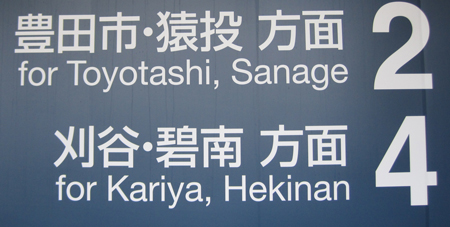 豊田市・猿投 方面 2
for Toyotashi, Sanage
刈谷・碧南 方面 4
for Kariya, Hekinan